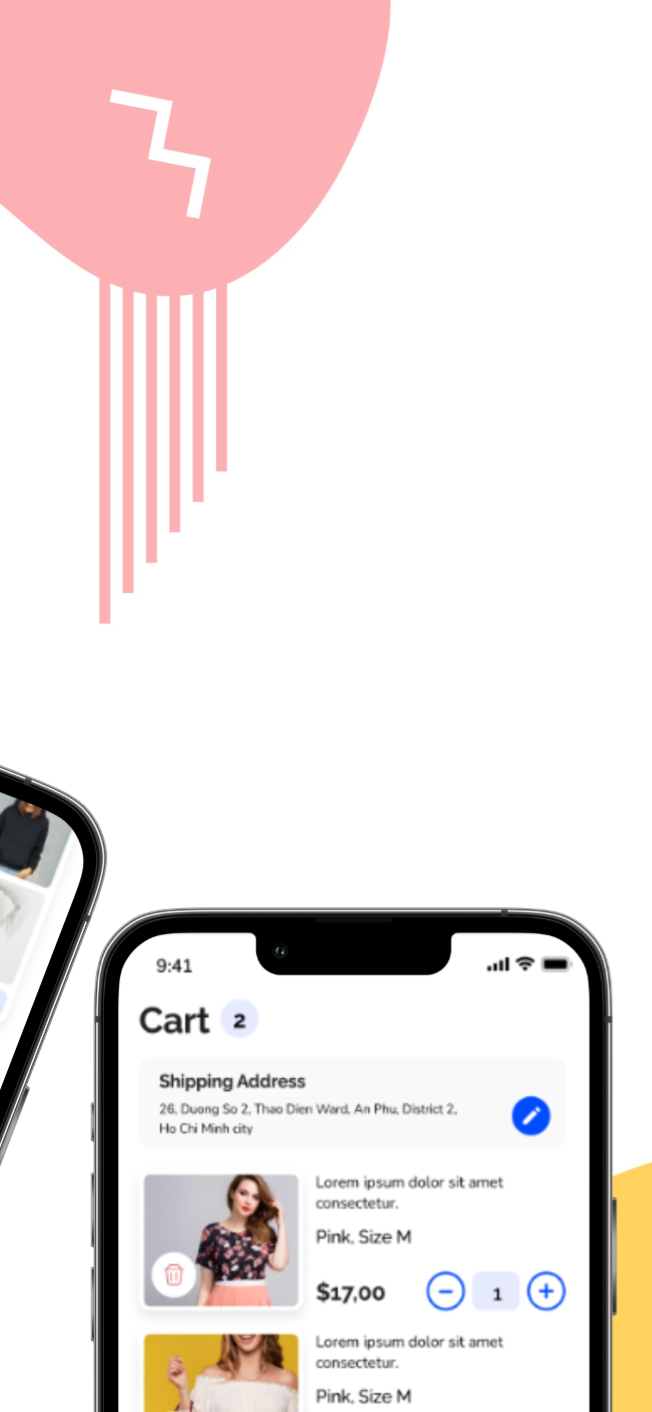 9:41
Cart 2
Shipping Address
26, Duong So 2, Thao Dien Ward, An Phu, District 2,
Ho Chi Minh city
Lorem ipsum dolor sit amet
consectetur.
Pink, Size M
$17,00
1
Lorem ipsum dolor sit amet
consectetur.
Pink, Size M